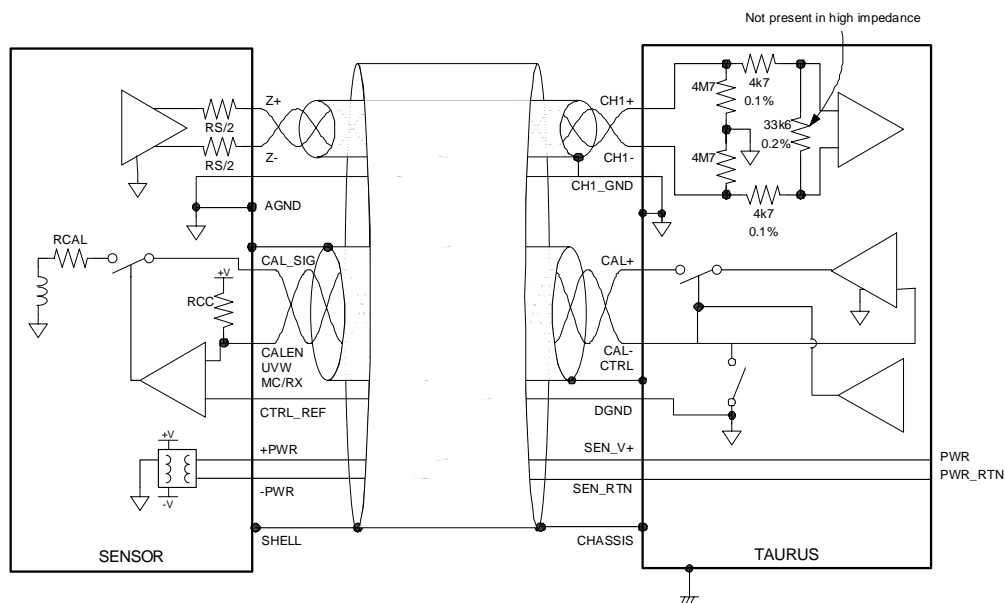 Not present in high impedance
Z+
RS/2
RS/2
Z-
AGND
RCAL
CAL_SIG
+V
RCC
CALEN
UVW
MC/RX
CTRL_REF
+V
+PWR
-PWR
-V
SHELL
SENSOR
CH1+
CH1-
CH1_GND
4M7
4k7
0.1%
33k6
0.2%
4M7
4k7
0.1%
CAL+
CAL-
CTRL
DGND
SEN_V+
SEN_RTN
PWR
PWR_RTN
CHASSIS
TAURUS